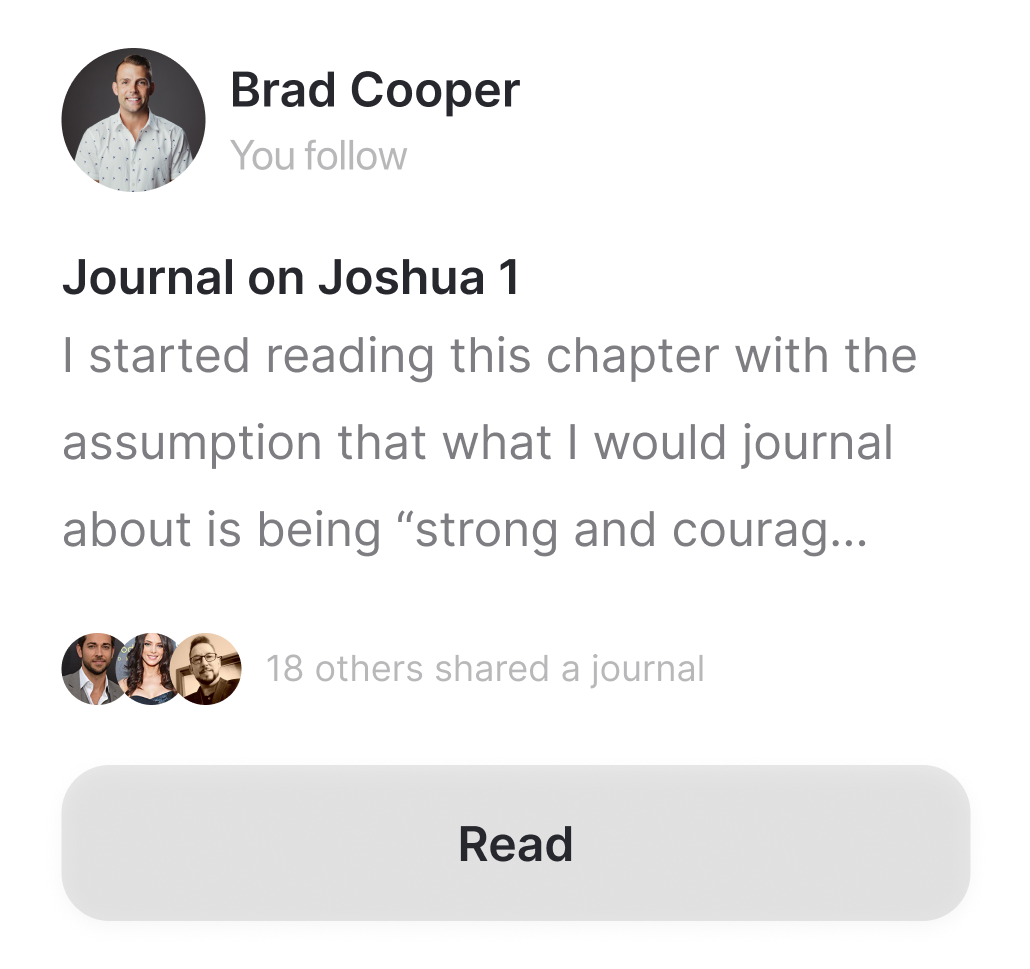 Brad Cooper
You follow
Journal on Joshua 1
I started reading this chapter with the
assumption that what I would journal
about is being “strong and courag...
18 others shared a journal
Read